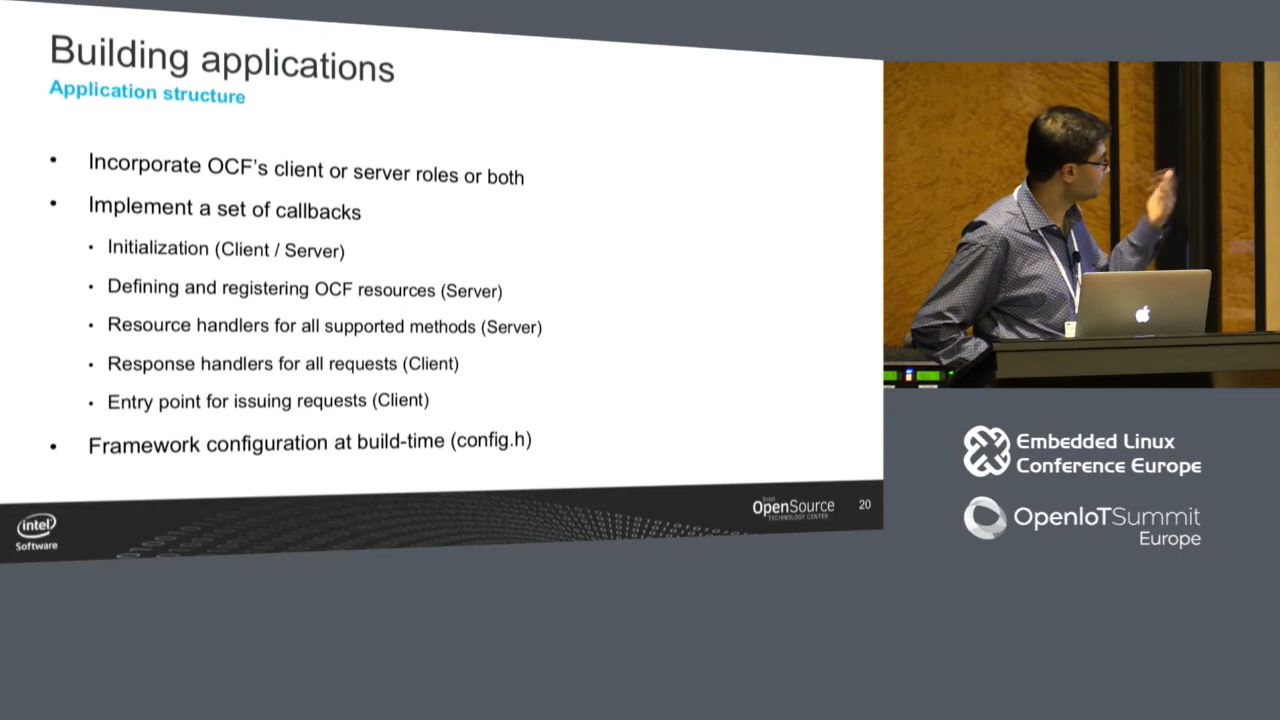 Building applications
Application structure
• Incorporate OCF's client or server roles or both
• Implement a set of callbacks
• Initialization (Client / Server)
• Defining and registering OCF resources (Server)
• Resource handlers for all supported methods (Server)
• Response handlers for all requests (Client)
• Entry point for issuing requests (Client)
• Framework configuration at build-time (config.h)
intel
Software
Intel
OpenSource
TECHNOLOGY CENTER
20
Embedded Linux
Conference Europe
OpenIoTSummit
Europe